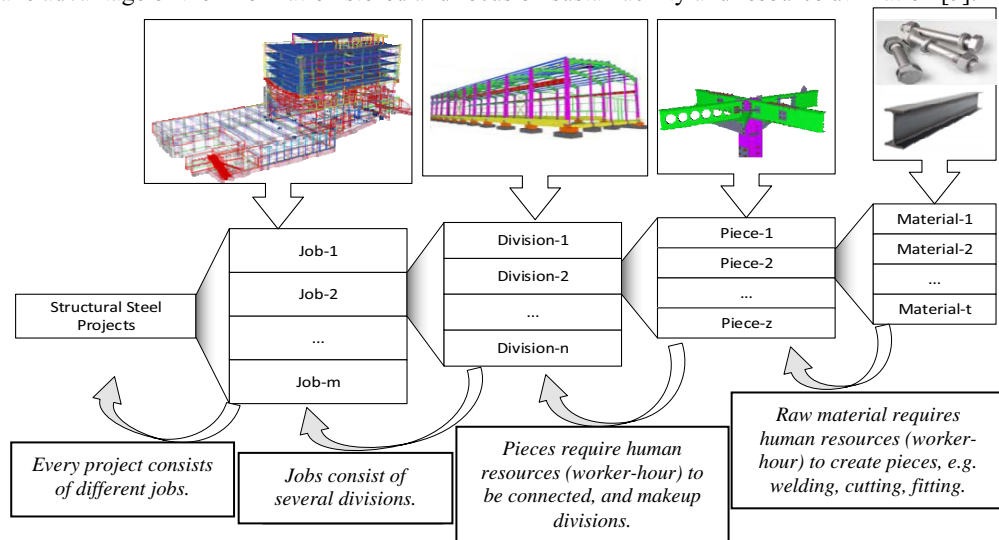 Structural Steel
Projects
Job-1
Job-2
...
Job-m
Division-1
Division-2
...
Division-n
Piece-1
Piece-2
...
Piece-z
Material-1
Material-2
...
Material-t
Every project consists
of different jobs.
Jobs consist of
several divisions.
Pieces require human
resources (worker-hour) to
be connected, and makeup
divisions.
Raw material requires
human resources (worker-
hour) to create pieces, e.g.
welding, cutting, fitting.